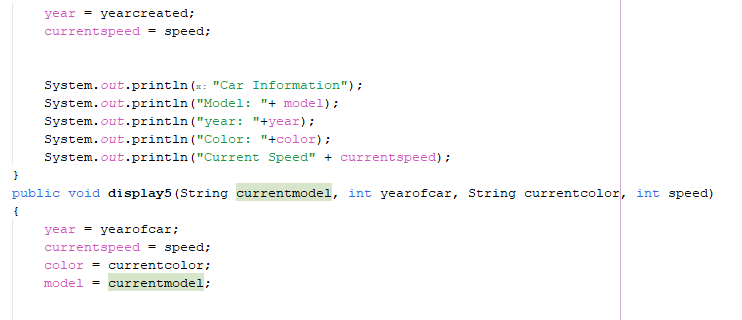 year = yearcreated;
currentspeed = speed;
System.out.println(x: "Car Information");
System.out.println("Model: "+ model);
System.out.println("year: "+year);
System.out.println("Color: "+color);
System.out.println("Current Speed" + currentspeed);
}
public void display5(String currentmodel, int yearofcar, String currentcolor, int speed)
{
year = yearofcar;
currentspeed = speed;
color = currentcolor;
model = currentmodel;